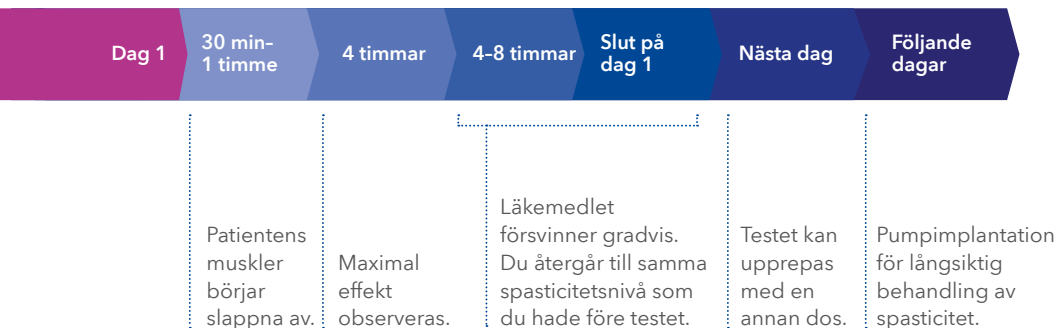 Dag 1
30 min–
1 timme
4 timmar
4–8 timmar
Slut på
dag 1
Nästa dag
Följande
dagar
Patientens
muskler
börjar
slappna av.
Maximal
effekt
observeras.
Läkemedlet
försvinner gradvis.
Du återgår till samma
spasticitetsnivå som
du hade före testet.
Testet kan
upprepas
med en
annan dos.
Pumpimplantation
för långsiktig
behandling av
spasticitet.